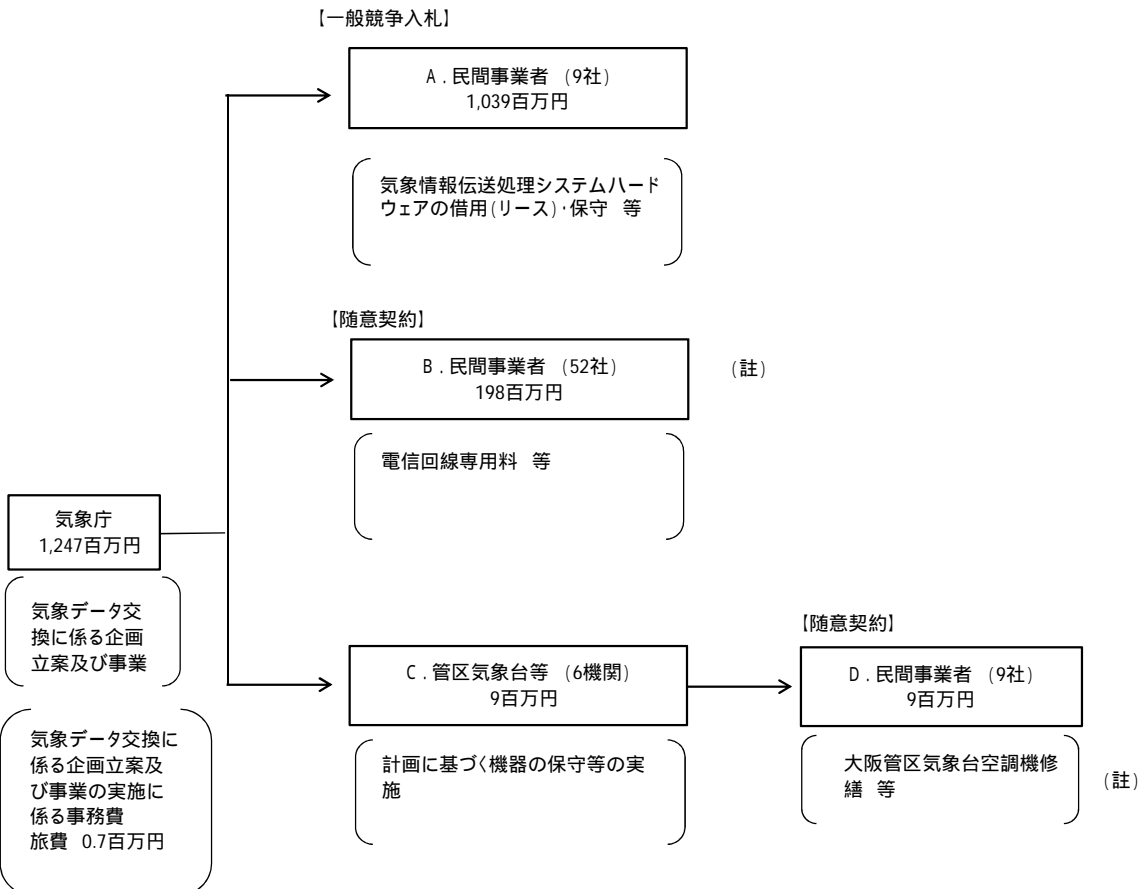 【一般競争入札】
A．民間事業者 (9社)
1,039百万円
気象情報伝送処理システムハード
ウェアの借用(リース)・保守 等
【随意契約】
B．民間事業者 (52社)
198百万円
(註)
電信回線専用料 等
気象庁
1,247百万円
気象データ交
換に係る企画
立案及び事業
気象データ交換に
係る企画立案及
び事業の実施に
係る事務費
旅費 0.7百万円
C．管区気象台等 (6機関)
9百万円
計画に基づく機器の保守等の実
施
【随意契約】
D．民間事業者 (9社)
9百万円
大阪管区気象台空調機修
繕 等
(註)